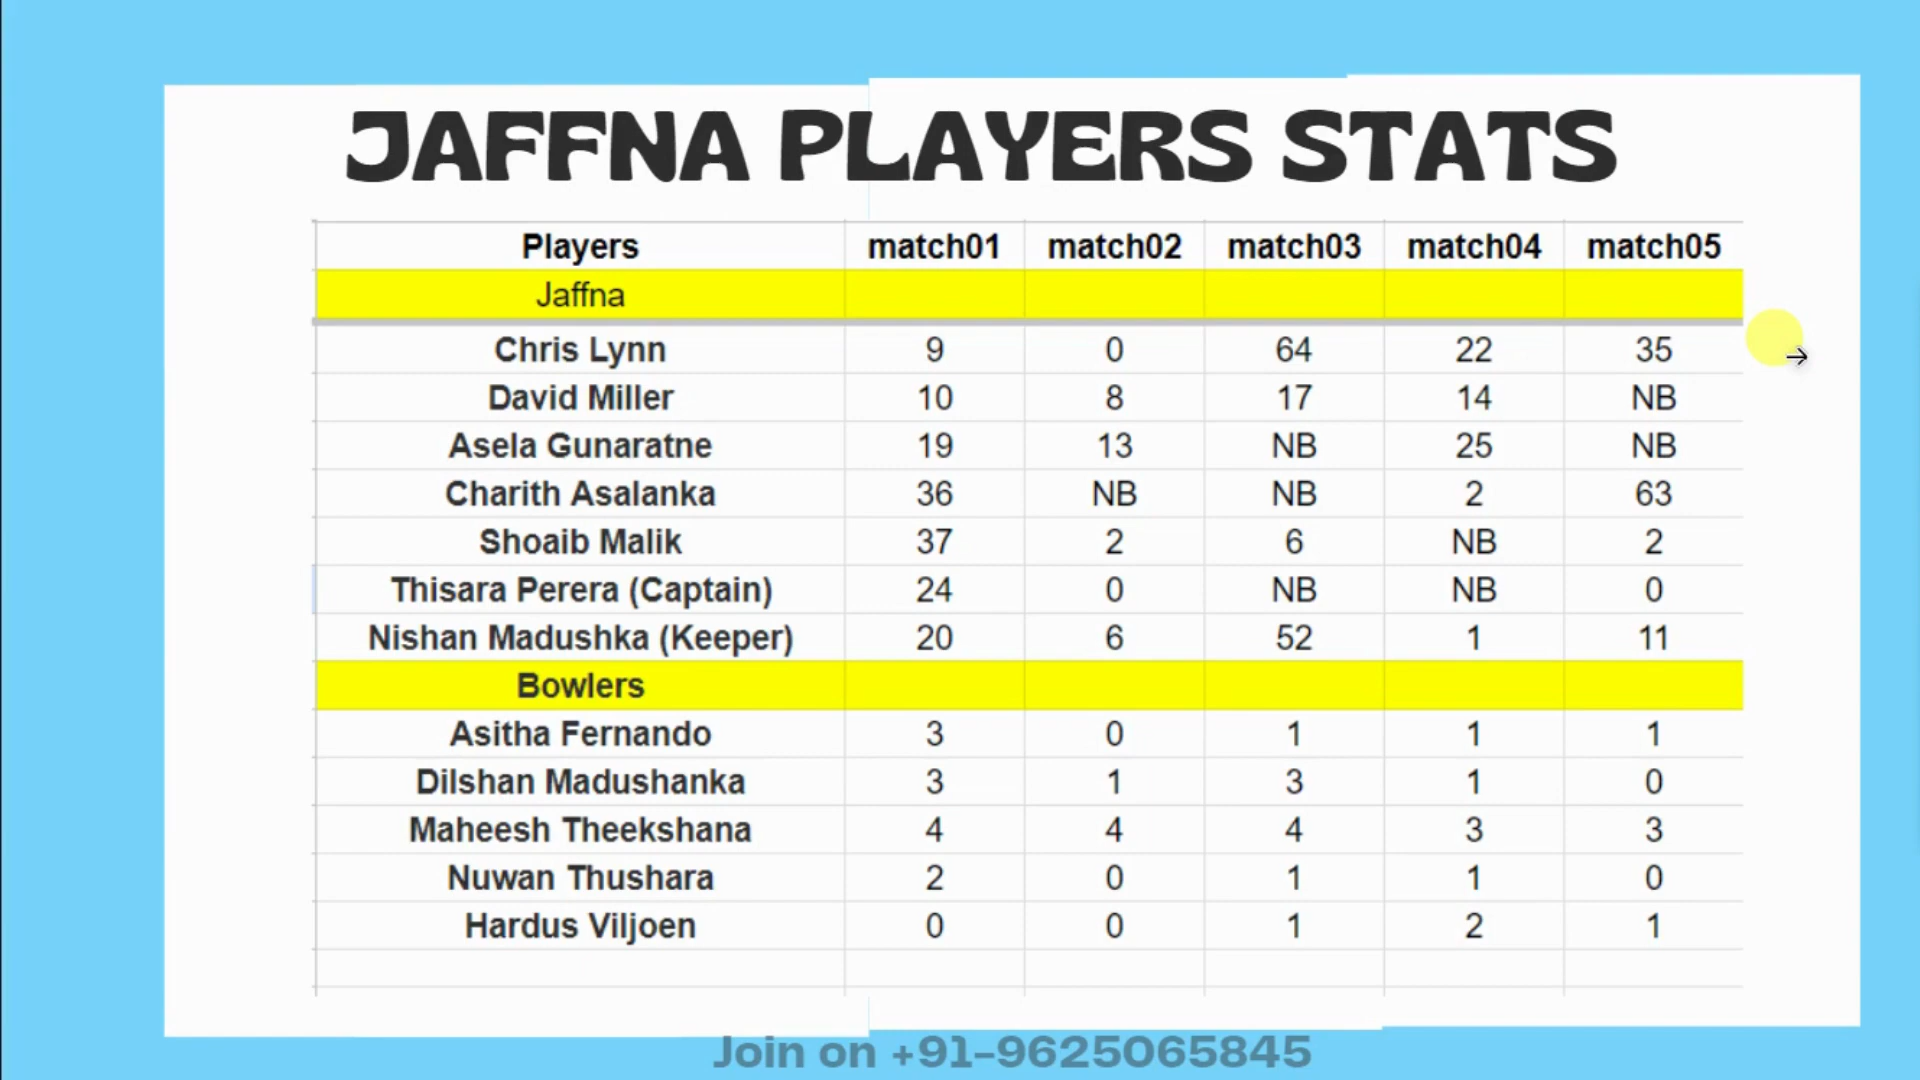 JAFFNA PLAYERS STATS
Players match01 match02 match03 match04 match05
Jaffna
Chris Lynn 9 0 64 22 35
David Miller 10 8 17 14 NB
Asela Gunaratne 19 13 NB 25 NB
Charith Asalanka 36 NB NB 2 63
Shoaib Malik 37 2 6 NB 2
Thisara Perera (Captain) 24 0 NB NB 0
Nishan Madushka (Keeper) 20 6 52 1 11
Bowlers
Asitha Fernando 3 0 1 1 1
Dilshan Madushanka 3 1 3 1 0
Maheesh Theekshana 4 4 4 3 3
Nuwan Thushara 2 0 1 1 0
Hardus Viljoen 0 0 1 2 1
Join on +91-9625065845